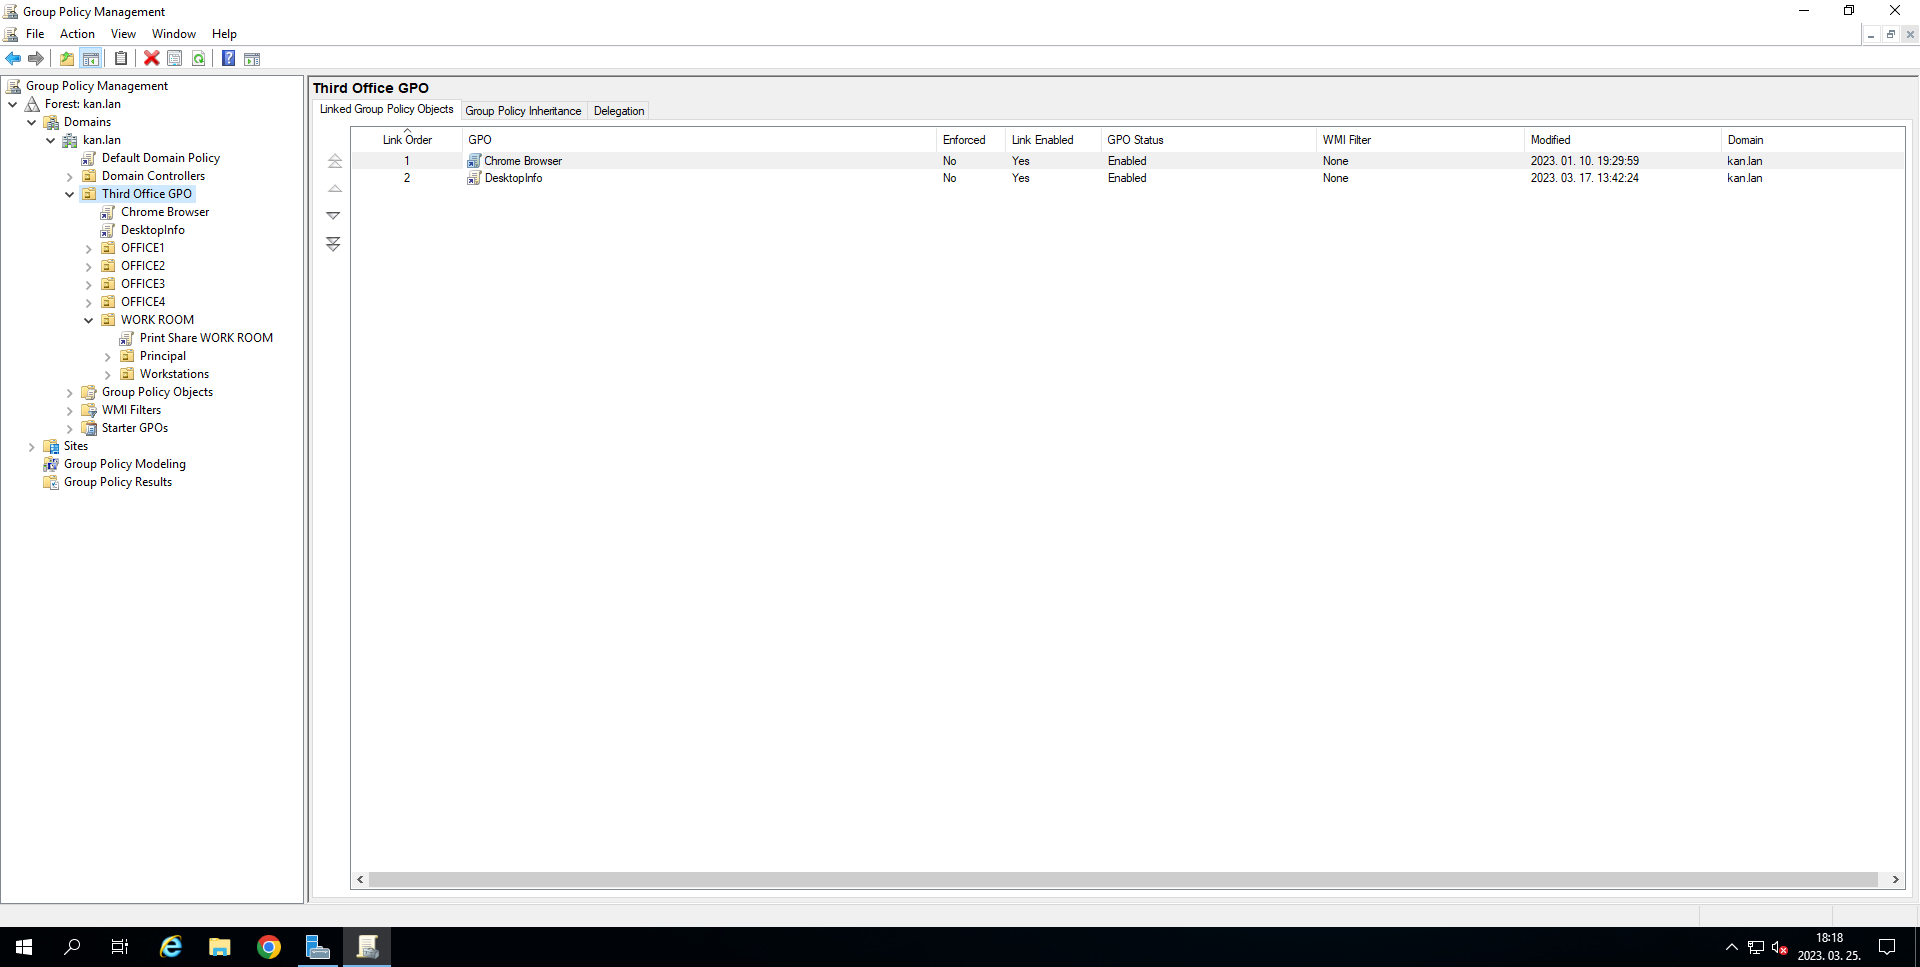 Group Policy Management
File Action View Window Help
Group Policy Management
Forest: kan.lan
Domains
kan.lan
Default Domain Policy
Domain Controllers
Third Office GPO
Chrome Browser
DesktopInfo
OFFICE1
OFFICE2
OFFICE3
OFFICE4
WORK ROOM
Print Share WORK ROOM
Principal
Workstations
Group Policy Objects
WMI Filters
Starter GPOs
Sites
Group Policy Modeling
Group Policy Results
Third Office GPO
Linked Group Policy Objects Group Policy Inheritance Delegation
Link Order GPO Enforced Link Enabled GPO Status WMI Filter Modified Domain
1 Chrome Browser No Yes Enabled None 2023. 01. 10. 19:29:59 kan.lan
2 DesktopInfo No Yes Enabled None 2023. 03. 17. 13:42:24 kan.lan
18:18
2023. 03. 25.